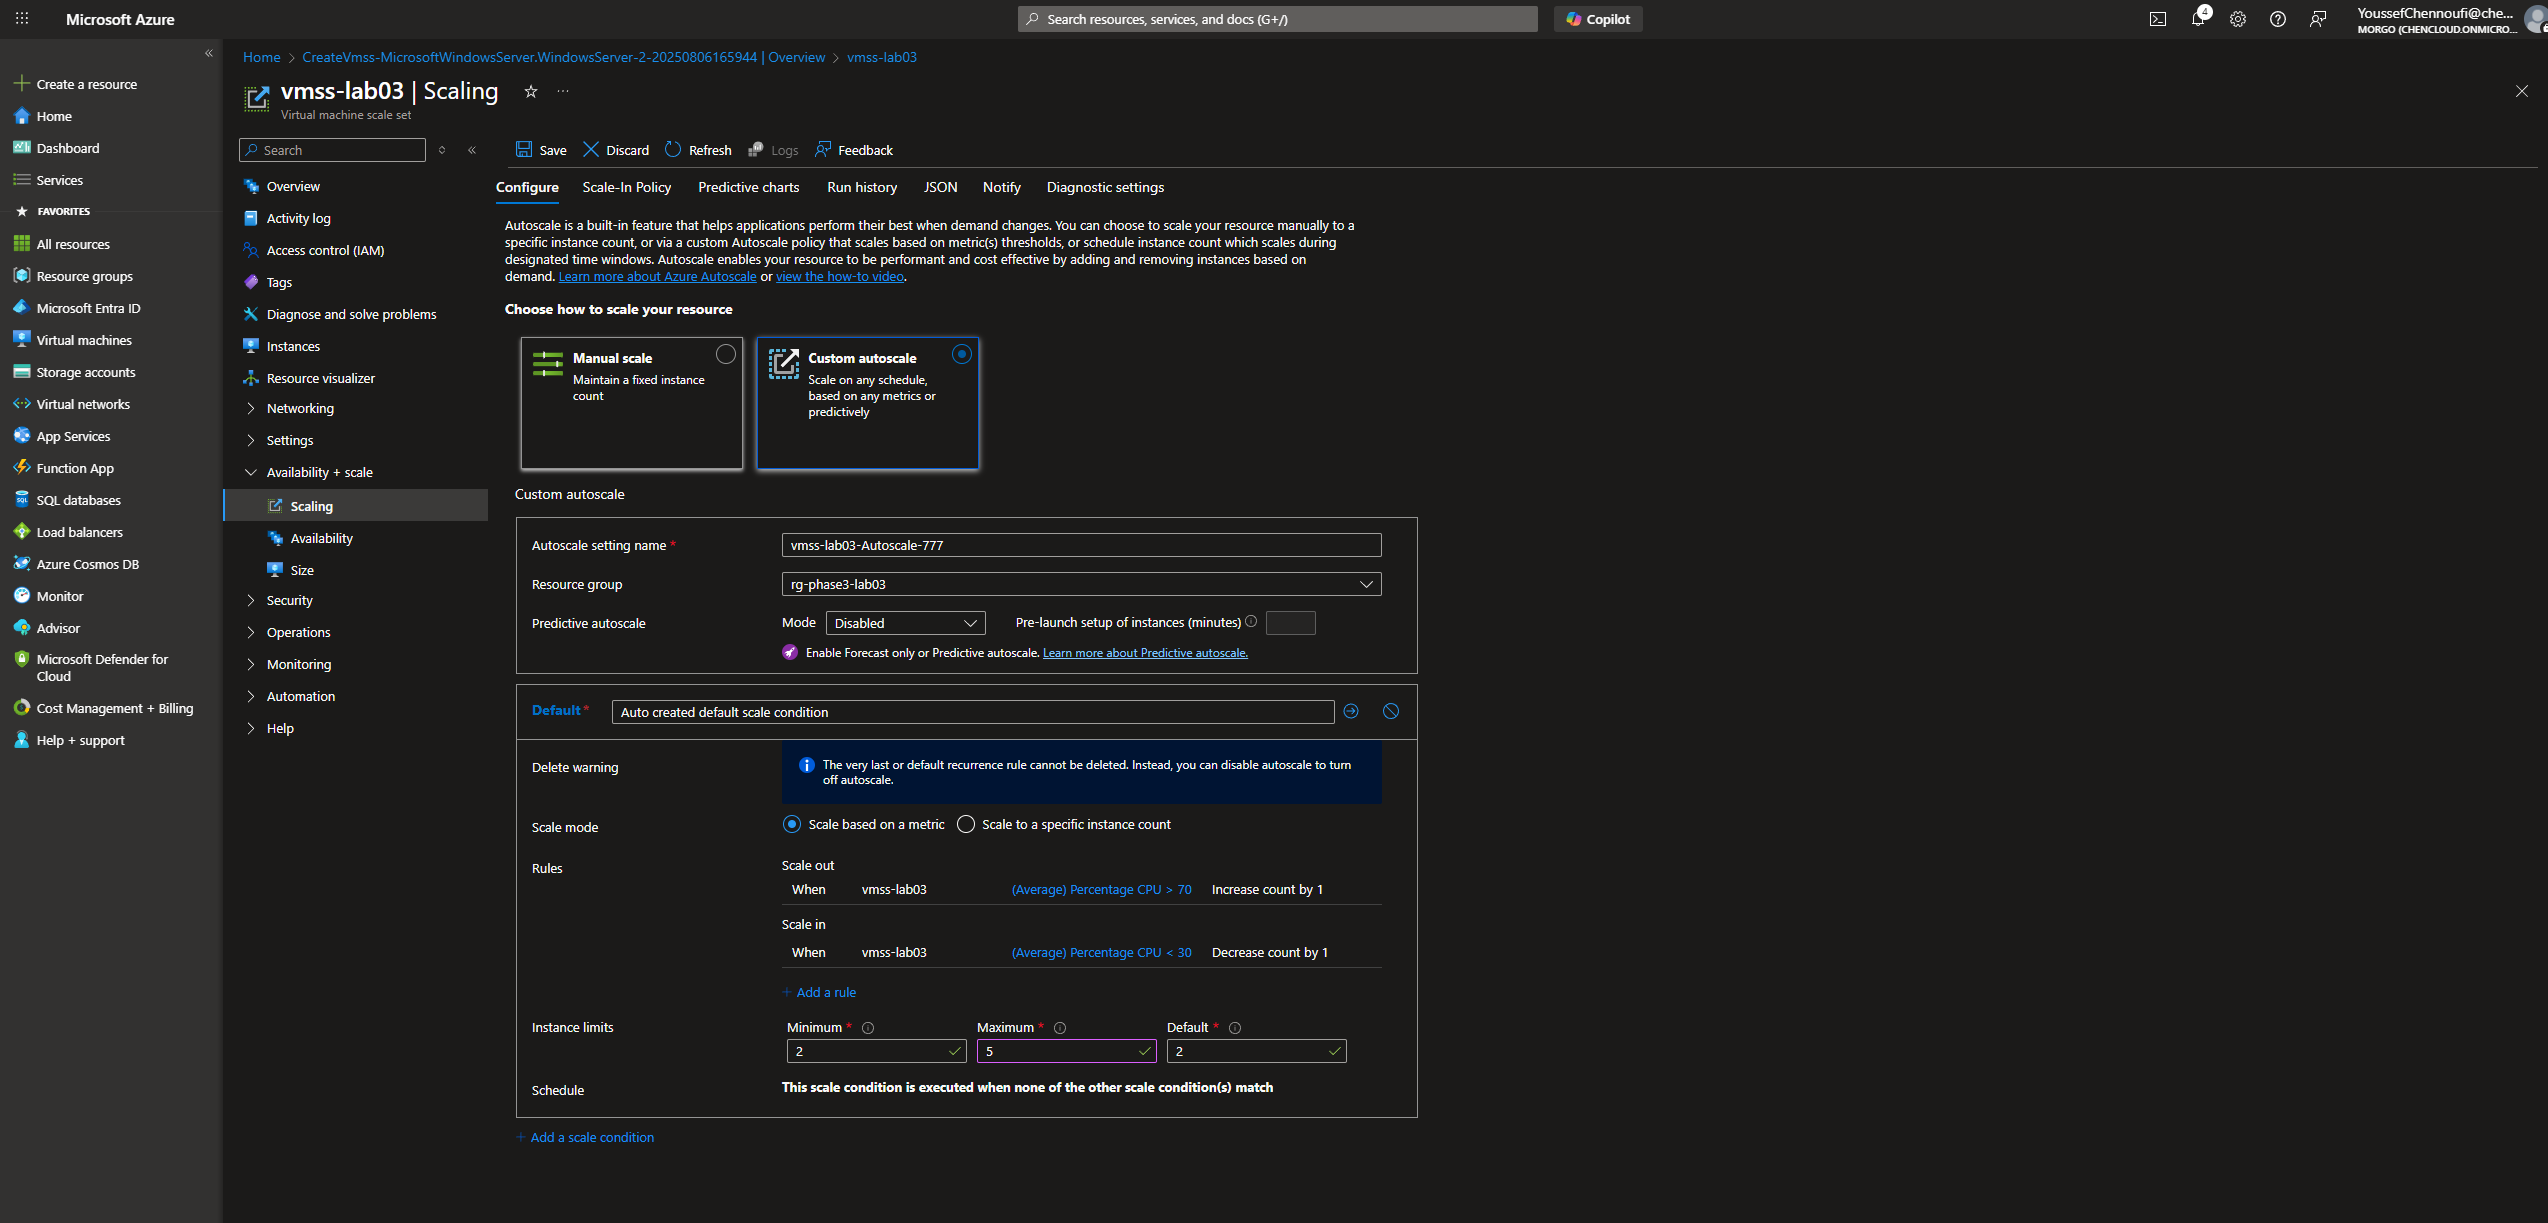 Microsoft Azure
Search resources, services, and docs (G+/)
Copilot
4
YoussefChennoufi@che...
MORGO (CHENCLOUD.ONMICRO...
Create a resource
Home
Dashboard
Services
FAVORITES
All resources
Resource groups
Microsoft Entra ID
Virtual machines
Storage accounts
Virtual networks
App Services
Function App
SQL databases
Load balancers
Azure Cosmos DB
Monitor
Advisor
Microsoft Defender for
Cloud
Cost Management + Billing
Help + support
Home > CreateVmss-MicrosoftWindowsServer.WindowsServer-2-20250806165944 | Overview > vmss-lab03
vmss-lab03 | Scaling
Virtual machine scale set
Search
Overview
Activity log
Access control (IAM)
Tags
Diagnose and solve problems
Instances
Resource visualizer
Networking
Settings
Availability + scale
Scaling
Availability
Size
Security
Operations
Monitoring
Automation
Help
Save Discard Refresh Logs Feedback
Configure Scale-In Policy Predictive charts Run history JSON Notify Diagnostic settings
Autoscale is a built-in feature that helps applications perform their best when demand changes. You can choose to scale your resource manually to a
specific instance count, or via a custom Autoscale policy that scales based on metric(s) thresholds, or schedule instance count which scales during
designated time windows. Autoscale enables your resource to be performant and cost effective by adding and removing instances based on
demand. Learn more about Azure Autoscale or view the how-to video.
Choose how to scale your resource
Manual scale
Maintain a fixed instance
count
Custom autoscale
Scale on any schedule,
based on any metrics or
predictively
Custom autoscale
Autoscale setting name * vmss-lab03-Autoscale-777
Resource group rg-phase3-lab03
Predictive autoscale Mode Disabled Pre-launch setup of instances (minutes)
Enable Forecast only or Predictive autoscale. Learn more about Predictive autoscale.
Default * Auto created default scale condition
Delete warning
The very last or default recurrence rule cannot be deleted. Instead, you can disable autoscale to turn
off autoscale.
Scale mode Scale based on a metric Scale to a specific instance count
Rules
Scale out
When vmss-lab03 (Average) Percentage CPU > 70 Increase count by 1
Scale in
When vmss-lab03 (Average) Percentage CPU < 30 Decrease count by 1
+ Add a rule
Instance limits Minimum * Maximum * Default *
2 5 2
Schedule This scale condition is executed when none of the other scale condition(s) match
+ Add a scale condition